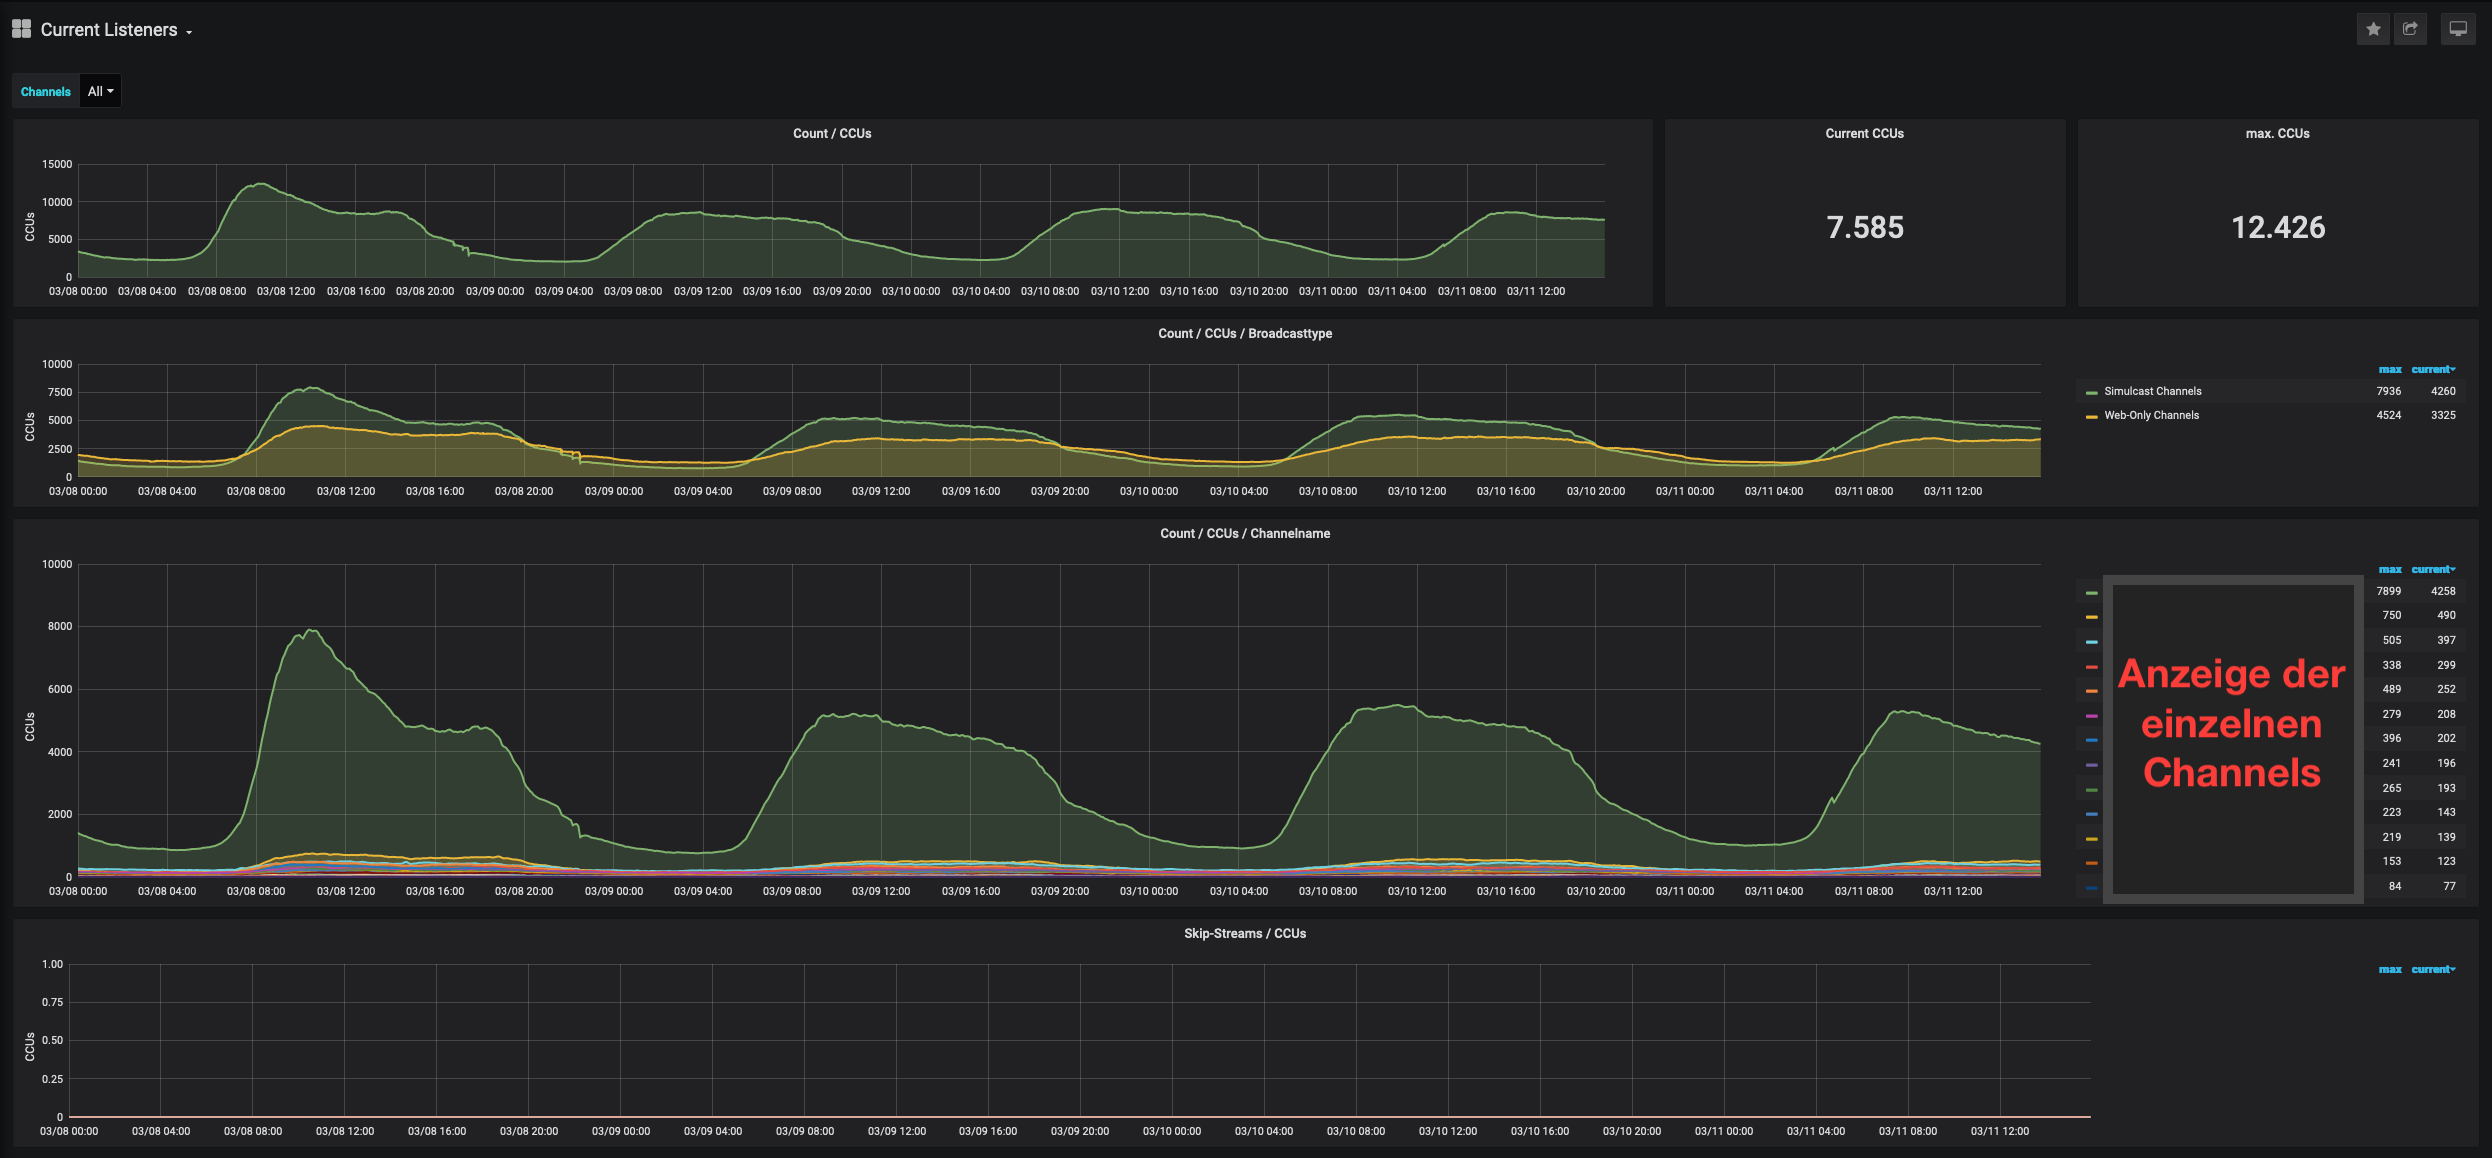 Current Listeners
Channels All
Count / CCUs
CCUs
15000
10000
5000
0
03/08 00:00 03/08 04:00 03/08 08:00 03/08 12:00 03/08 16:00 03/08 20:00 03/09 00:00 03/09 04:00 03/09 08:00 03/09 12:00 03/09 16:00 03/09 20:00 03/10 00:00 03/10 04:00 03/10 08:00 03/10 12:00 03/10 16:00 03/10 20:00 03/11 00:00 03/11 04:00 03/11 08:00 03/11 12:00
Current CCUs
7.585
max. CCUs
12.426
Count / CCUs / Broadcasttype
CCUs
10000
7500
5000
2500
0
03/08 00:00 03/08 04:00 03/08 08:00 03/08 12:00 03/08 16:00 03/08 20:00 03/09 00:00 03/09 04:00 03/09 08:00 03/09 12:00 03/09 16:00 03/09 20:00 03/10 00:00 03/10 04:00 03/10 08:00 03/10 12:00 03/10 16:00 03/10 20:00 03/11 00:00 03/11 04:00 03/11 08:00 03/11 12:00
max current
Simulcast Channels 7936 4260
Web-Only Channels 4524 3325
Count / CCUs / Channelname
CCUs
10000
8000
6000
4000
2000
0
03/08 00:00 03/08 04:00 03/08 08:00 03/08 12:00 03/08 16:00 03/08 20:00 03/09 00:00 03/09 04:00 03/09 08:00 03/09 12:00 03/09 16:00 03/09 20:00 03/10 00:00 03/10 04:00 03/10 08:00 03/10 12:00 03/10 16:00 03/10 20:00 03/11 00:00 03/11 04:00 03/11 08:00 03/11 12:00
Anzeige der
einzelnen
Channels
max current
7899 4258
750 490
505 397
338 299
489 252
279 208
396 202
241 196
265 193
223 143
219 139
153 123
84 77
Skip-Streams / CCUs
CCUs
1.00
0.75
0.50
0.25
0
03/08 00:00 03/08 04:00 03/08 08:00 03/08 12:00 03/08 16:00 03/08 20:00 03/09 00:00 03/09 04:00 03/09 08:00 03/09 12:00 03/09 16:00 03/09 20:00 03/10 00:00 03/10 04:00 03/10 08:00 03/10 12:00 03/10 16:00 03/10 20:00 03/11 00:00 03/11 04:00 03/11 08:00 03/11 12:00
max current